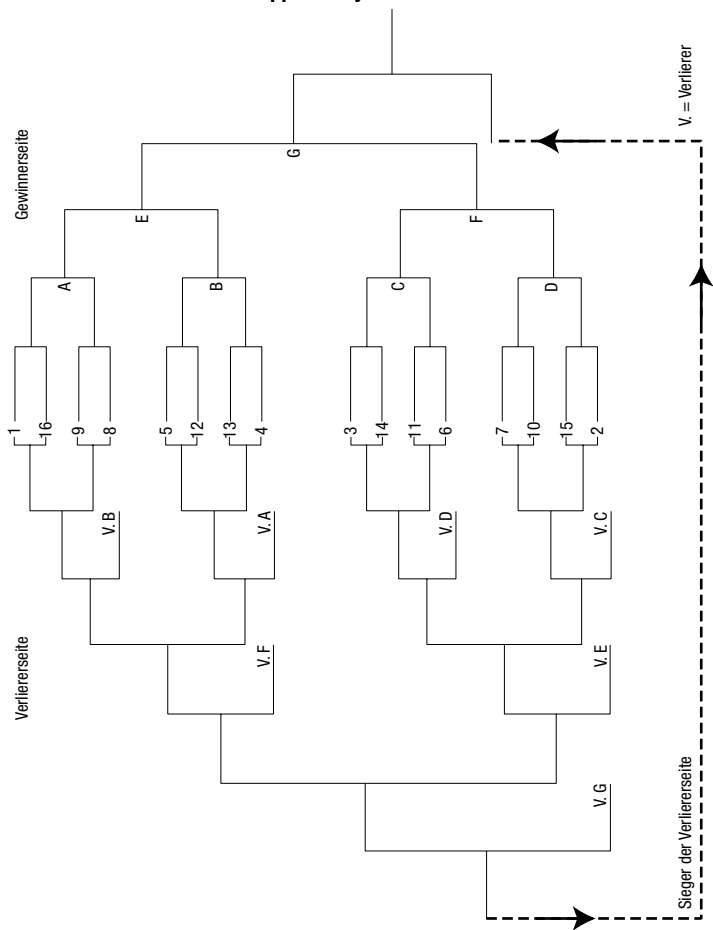 Verliererseite
Gewinnerseite
1
16
A
9
8
V. B
E
5
12
B
13
4
V. A
V. F
G
3
14
C
11
6
V. D
F
7
10
D
15
2
V. C
V. E
V. G
Sieger der Verliererseite
V. = Verlierer